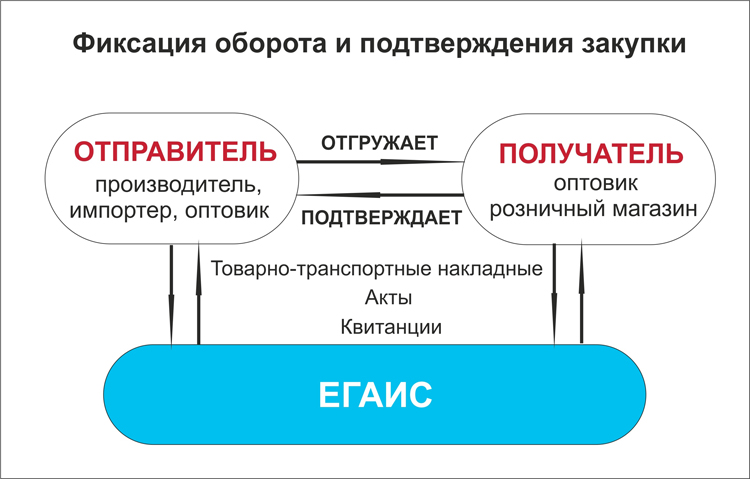 Фиксация оборота и подтверждения закупки
ОТПРАВИТЕЛЬ
производитель,
импортер, оптовик
ОТГРУЖАЕТ
ПОДТВЕРЖДАЕТ
ПОЛУЧАТЕЛЬ
оптовик
розничный магазин
Товарно-транспортные накладные
Акты
Квитанции
ЕГАИС